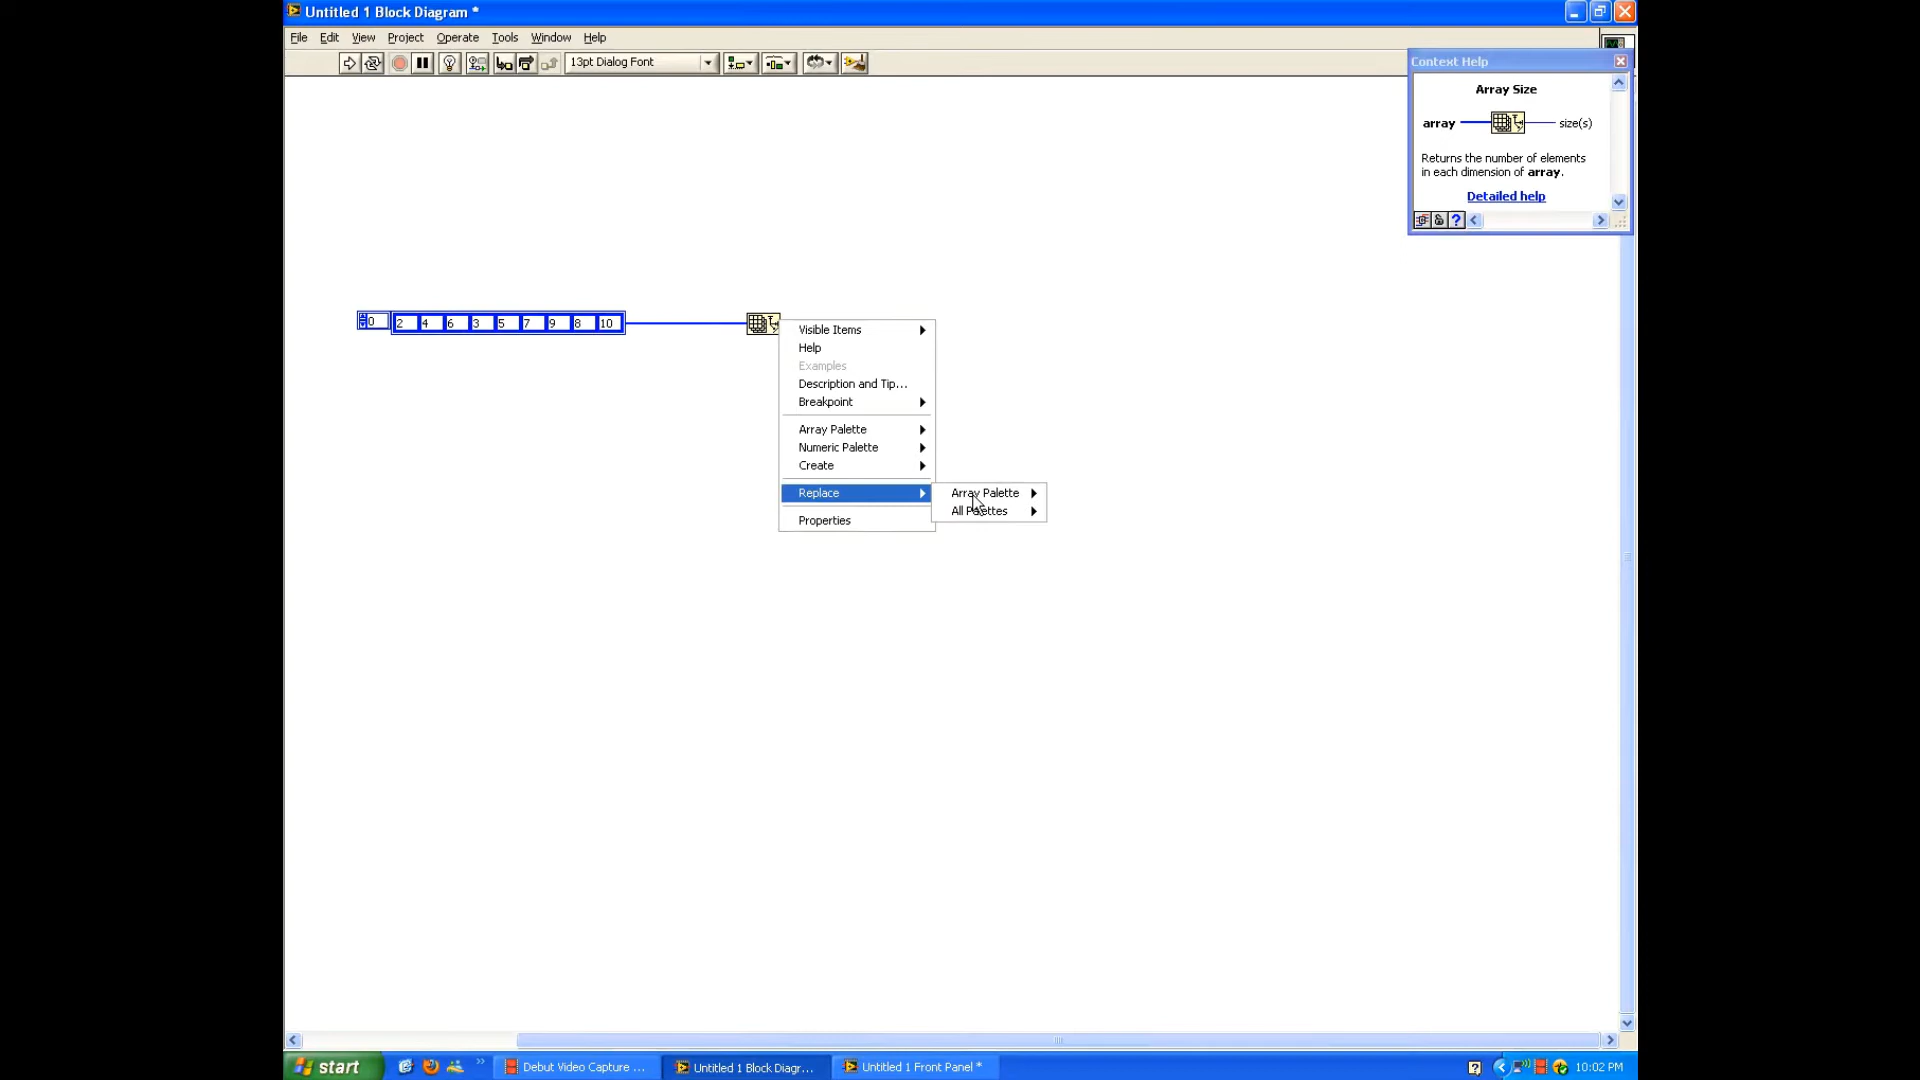 Untitled 1 Block Diagram *
File Edit View Project Operate Tools Window Help
13pt Dialog Font
Context Help
Array Size
array size(s)
Returns the number of elements
in each dimension of array.
Detailed help
0 2 4 6 3 5 7 9 8 10
Visible Items
Help
Examples
Description and Tip...
Breakpoint
Array Palette
Numeric Palette
Create
Replace
Properties
Array Palette
All Palettes
start
Debut Video Capture ...
Untitled 1 Block Diagr...
Untitled 1 Front Panel *
10:02 PM